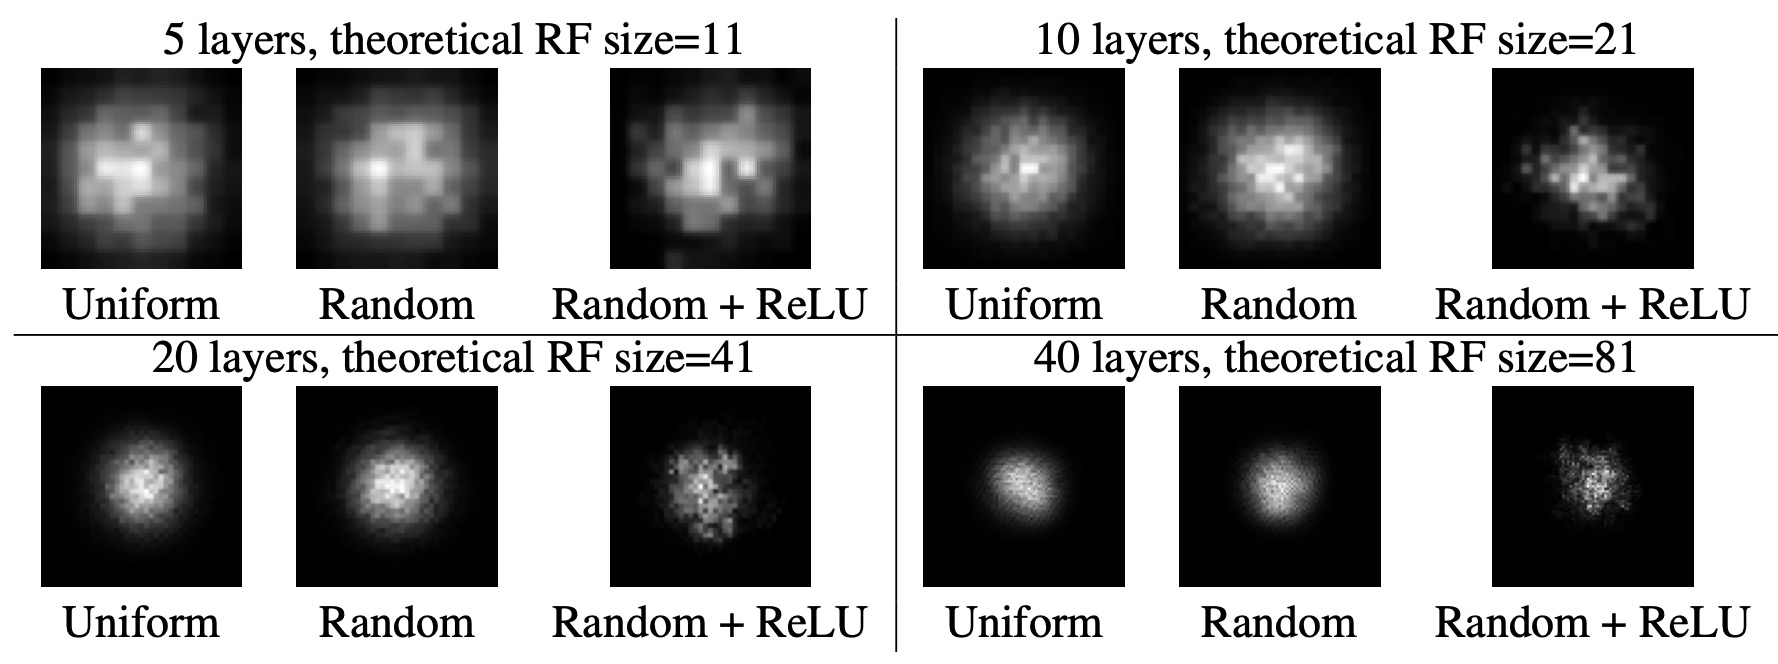 5 layers, theoretical RF size=11
Uniform Random Random + ReLU
10 layers, theoretical RF size=21
Uniform Random Random + ReLU
20 layers, theoretical RF size=41
Uniform Random Random + ReLU
40 layers, theoretical RF size=81
Uniform Random Random + ReLU